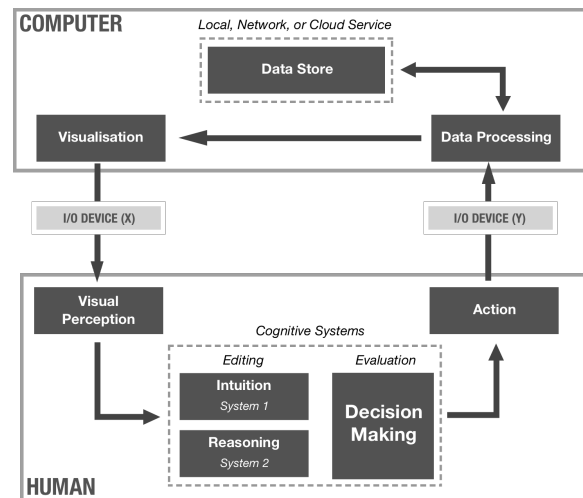 COMPUTER
Local, Network, or Cloud Service
Data Store
Visualisation
Data Processing
I/O DEVICE (X)
I/O DEVICE (Y)
Visual
Perception
Action
Cognitive Systems
Editing
Evaluation
Intuition
System 1
Decision
Making
Reasoning
System 2
HUMAN